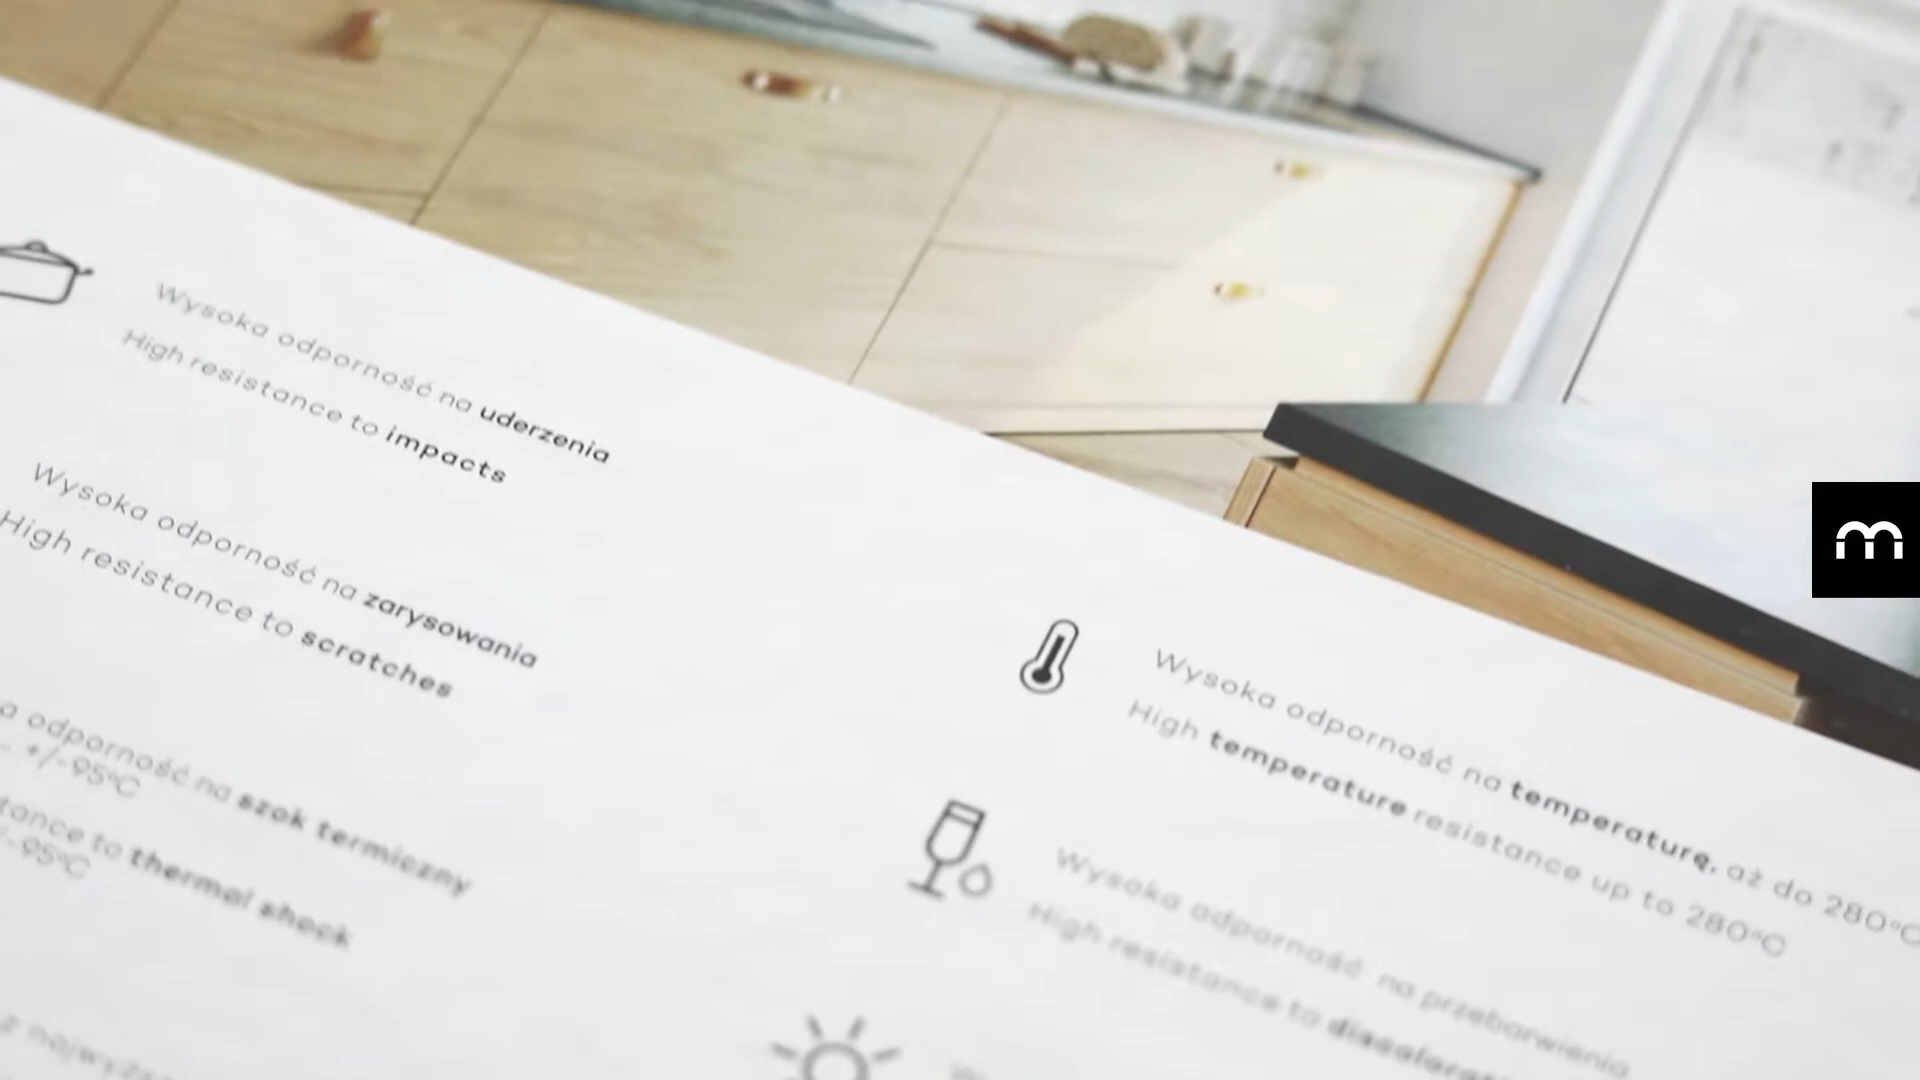 Wysoka odporność na uderzenia
High resistance to impacts
Wysoka odporność na zarysowania
High resistance to scratches
odporność na szok termiczny
+/-95°C
to thermal shock
-95°C
Wysoka odporność na temperaturę, aż do 280°C
High temperature resistance up to 280°C
Wysoka odporność na przebarwienia
High resistance to
m